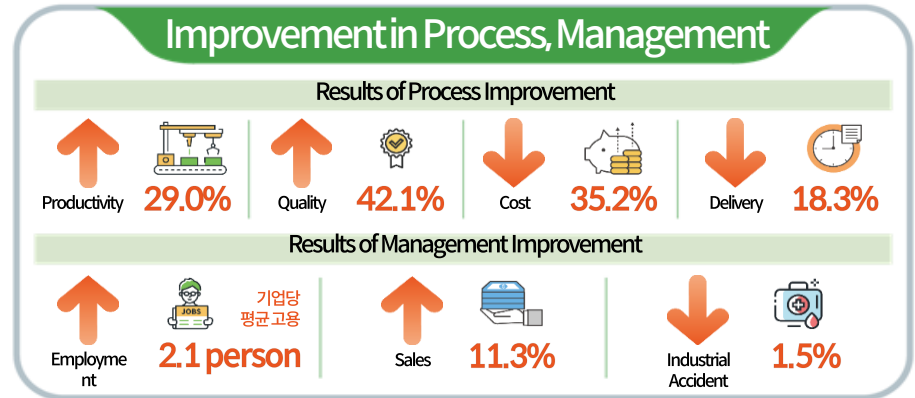 Improvement in Process, Management
Results of Process Improvement
Productivity 29.0%
Quality 42.1%
Cost 35.2%
Delivery 18.3%
Results of Management Improvement
JOBS
기업당
평균 고용
Employme
nt
2.1 person
Sales 11.3%
Industrial
Accident
1.5%